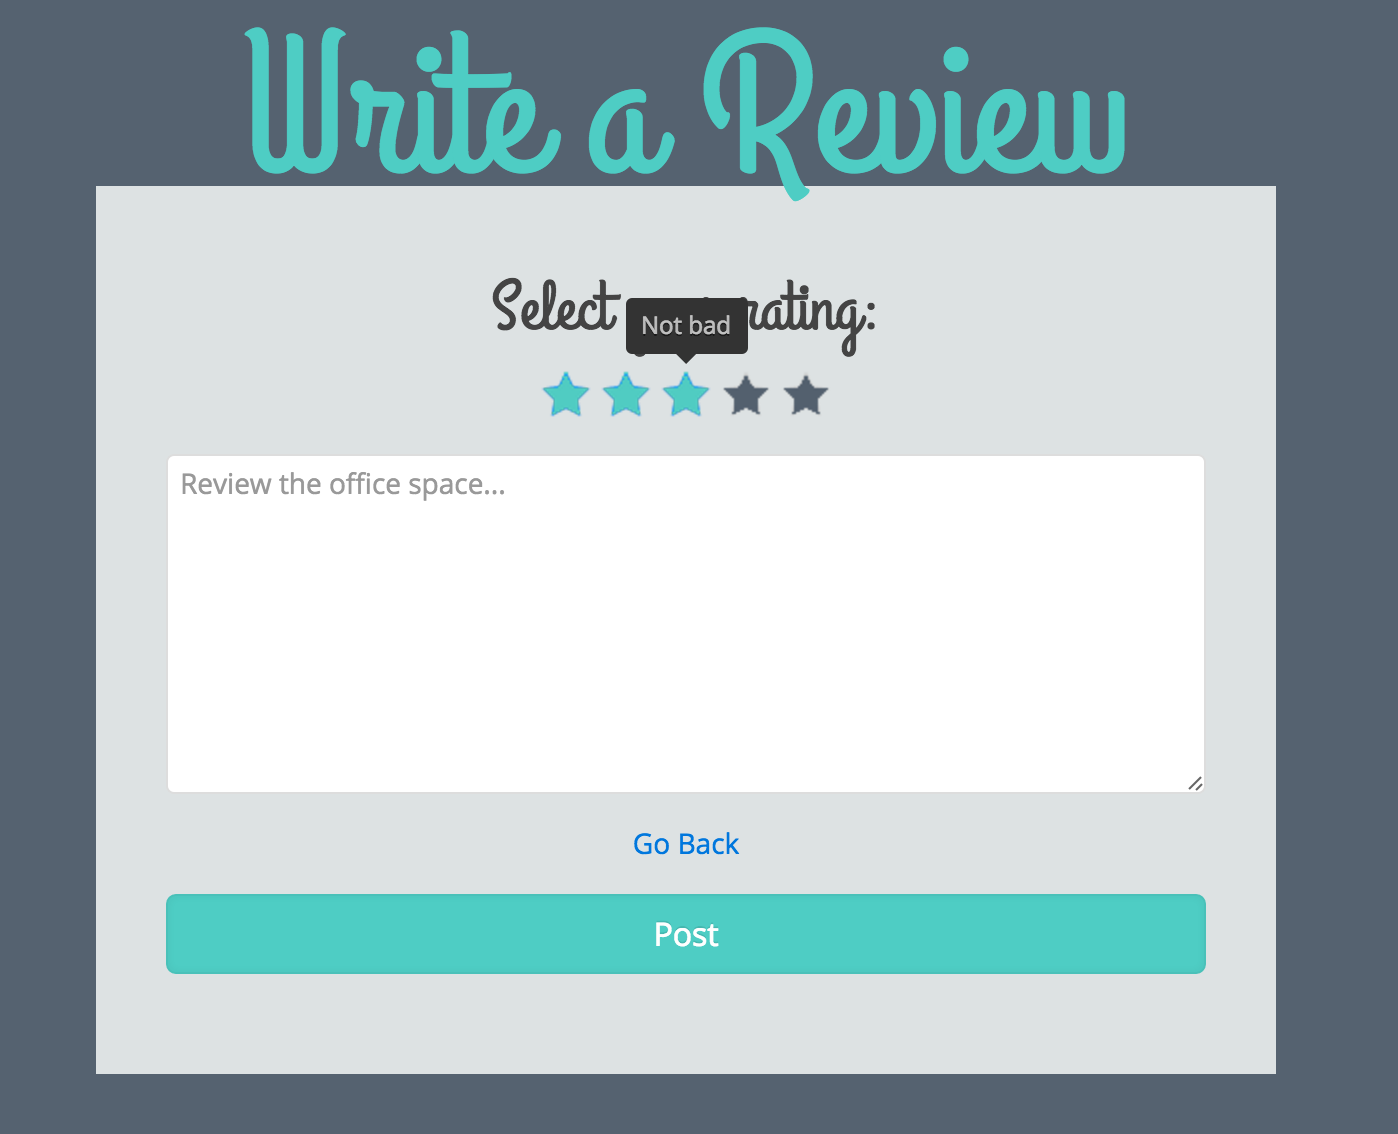 Write a Review
Select rating:
Not bad
Review the office space...
Go Back
Post